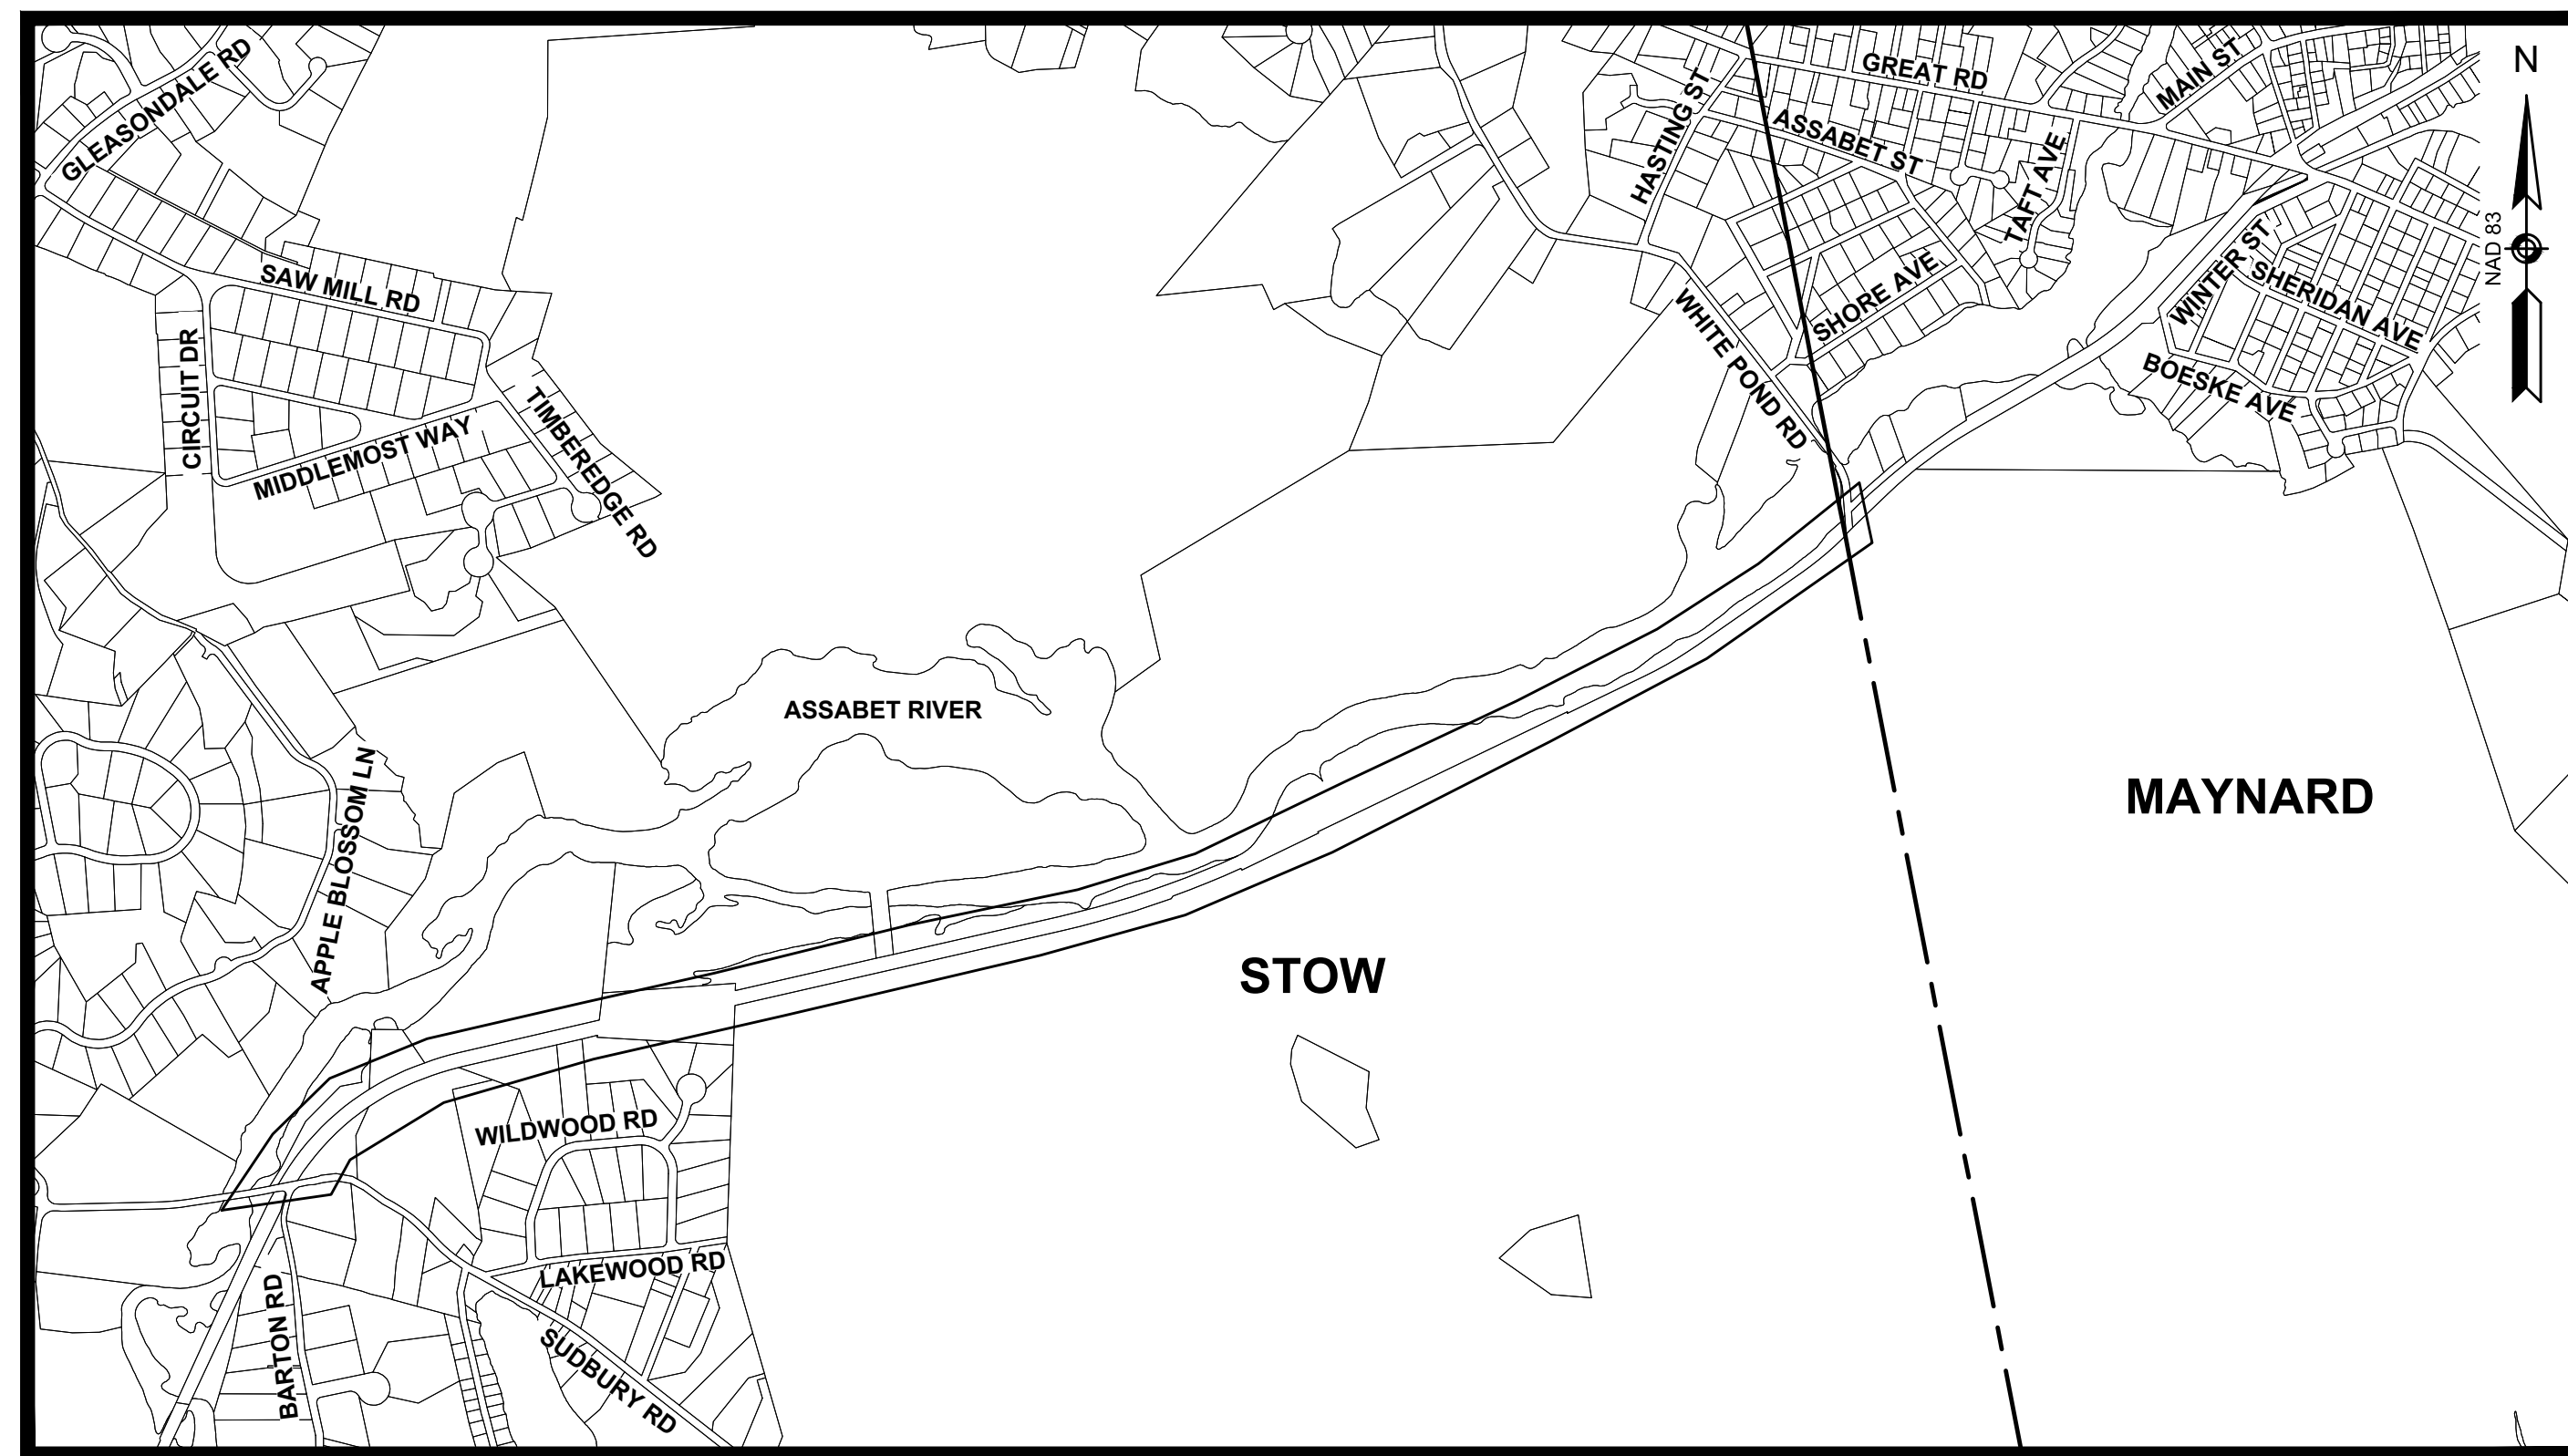 GLEASONDALE RD
GREAT RD
MAIN ST
N
HASTING ST
ASSABET ST
TAFT AVE
NAD 83
SAW MILL RD
WHITE POND RD
SHORE AVE
WINTER ST
SHERIDAN AVE
CIRCUIT DR
BOESKE AVE
MIDDLEMOST WAY
TIMBEREDGE RD
ASSABET RIVER
MAYNARD
APPLE BLOSSOM LN
STOW
WILDWOOD RD
LAKEWOOD RD
BARTON RD
SUDBURY RD